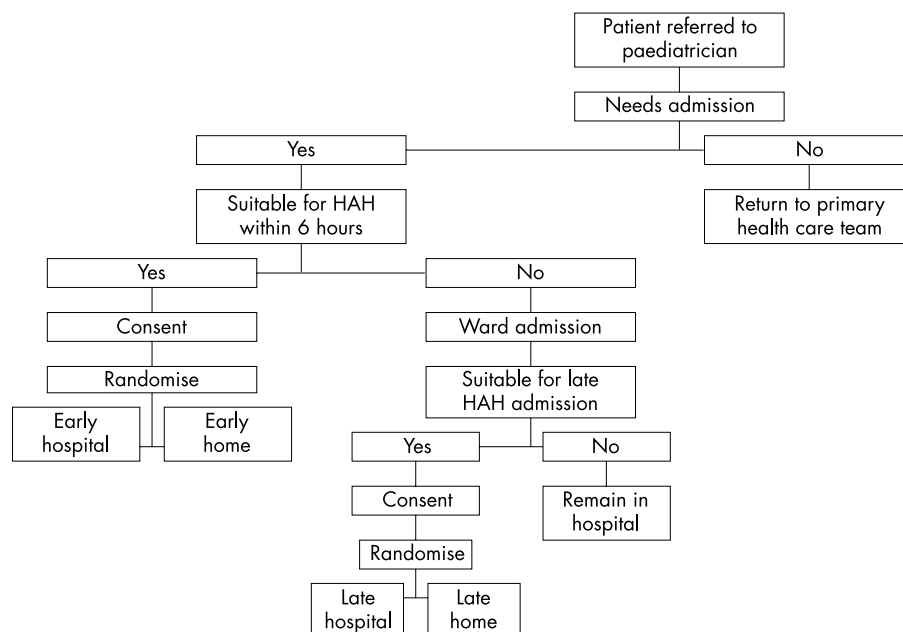 Patient referred to
paediatrician
Needs admission
Yes
No
Suitable for HAH
within 6 hours
Return to primary
health care team
Yes
No
Consent
Ward admission
Randomise
Suitable for late
HAH admission
Early
hospital
Early
home
Yes
No
Consent
Remain in
hospital
Randomise
Late
hospital
Late
home